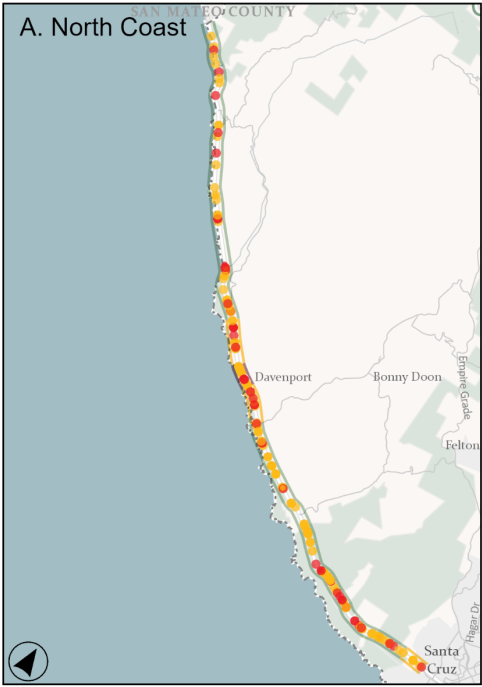 SAN MATEO COUNTY
A. North Coast
Davenport
Bonny Doon
Empire Grade
Felton
Hagar Dr
Santa
Cruz